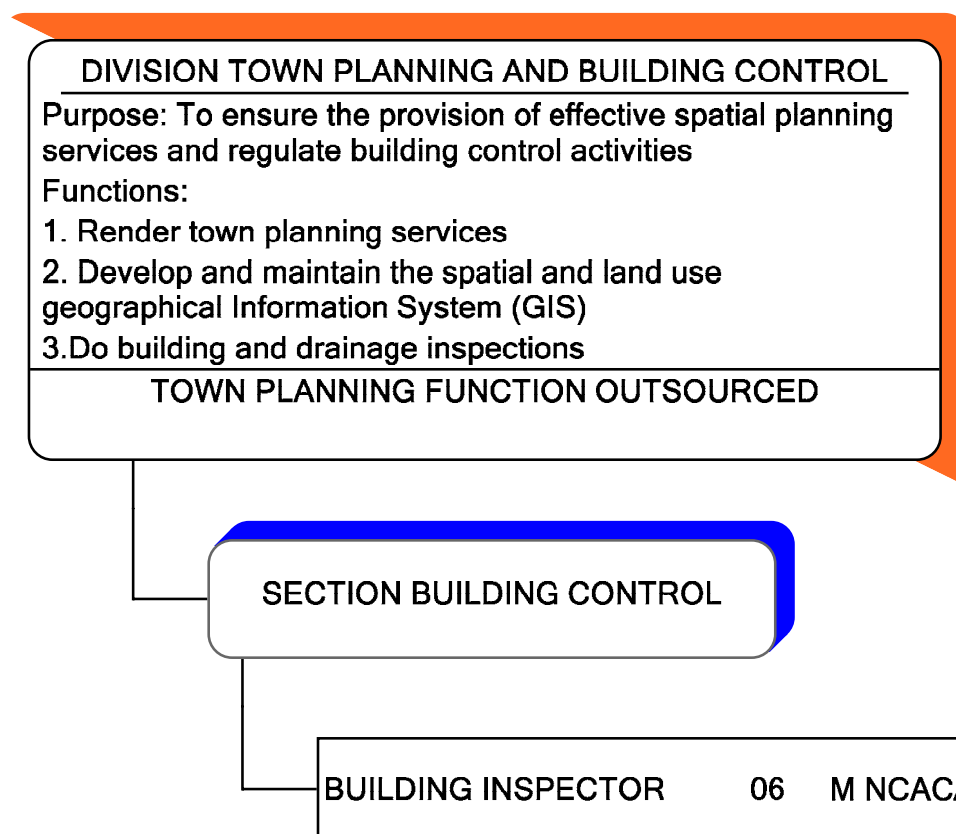 DIVISION TOWN PLANNING AND BUILDING CONTROL
Purpose: To ensure the provision of effective spatial planning
services and regulate building control activities
Functions:
1. Render town planning services
2. Develop and maintain the spatial and land use
geographical Information System (GIS)
3.Do building and drainage inspections
TOWN PLANNING FUNCTION OUTSOURCED
SECTION BUILDING CONTROL
BUILDING INSPECTOR 06 M